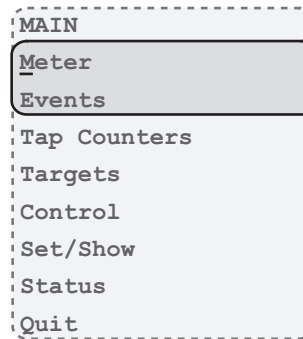 MAIN
Meter
Events
Tap Counters
Targets
Control
Set/Show
Status
Quit